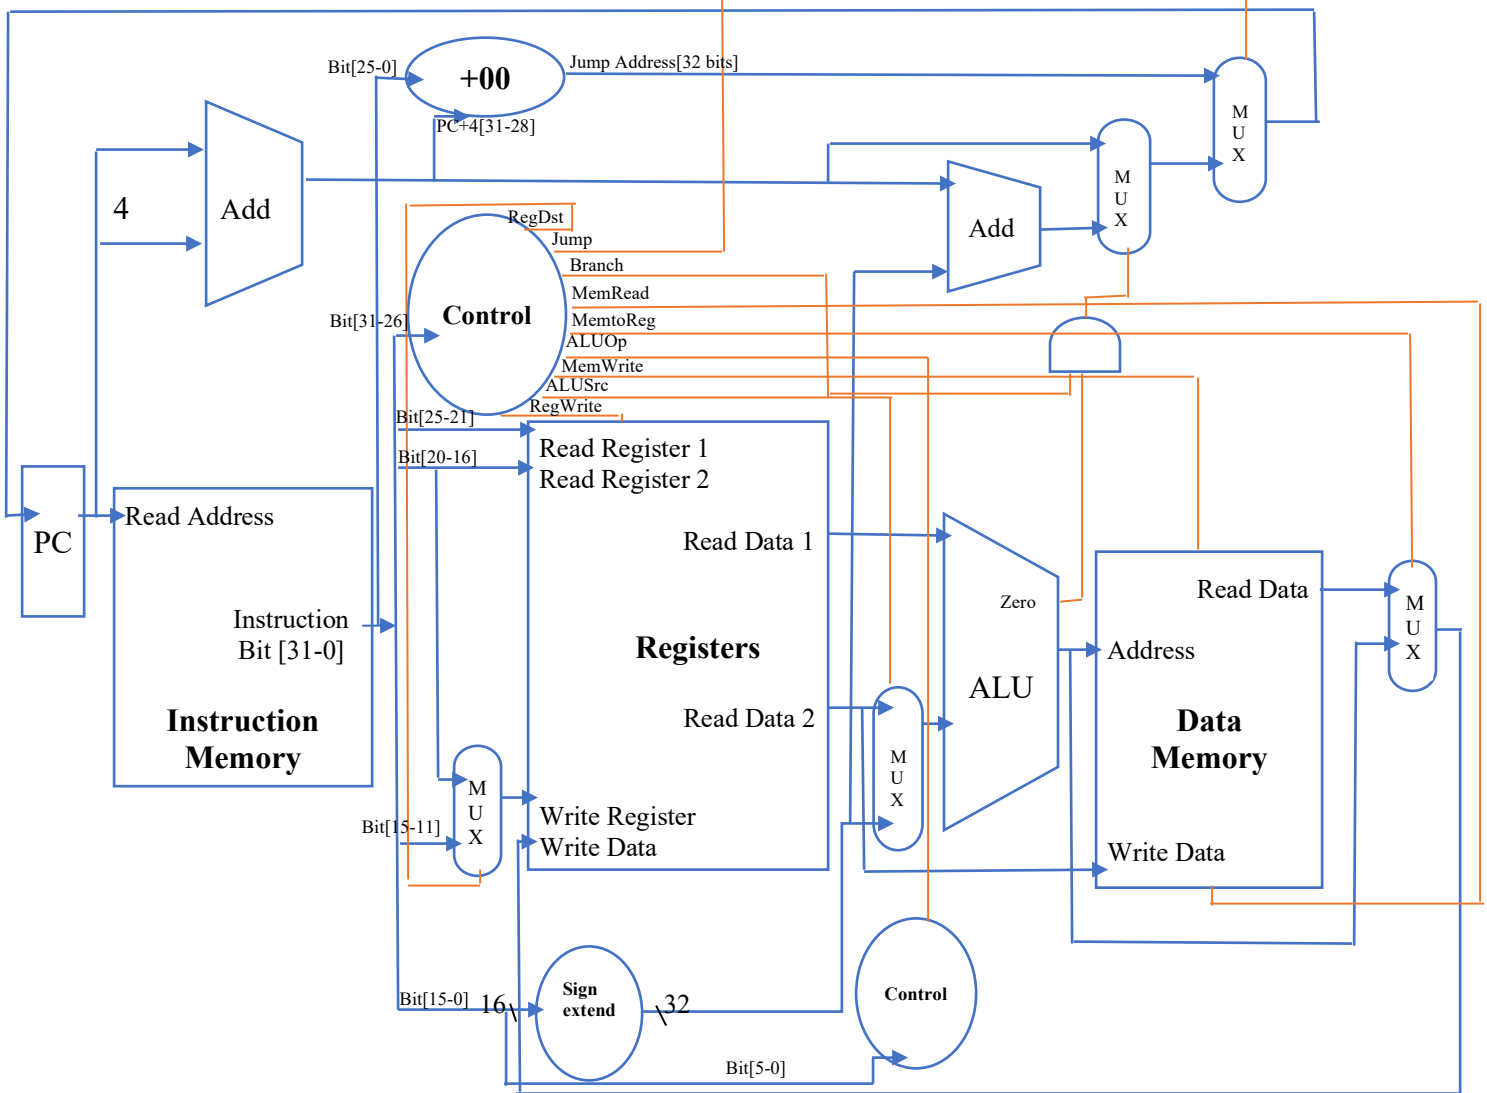 Bit[25-0]
+00
Jump Address[32 bits]
PC+4[31-28]
M
U
X
M
U
X
4
Add
Add
RegDst
Jump
Branch
MemRead
MemtoReg
ALUOp
MemWrite
ALUSrc
RegWrite
Control
Bit[31-26]
Bit[25-21]
Bit[20-16]
Read Register 1
Read Register 2
PC
Read Address
Instruction
Bit [31-0]
Instruction
Memory
Read Data 1
Registers
Read Data 2
Write Register
Write Data
M
U
X
Bit[15-11]
Zero
ALU
M
U
X
Read Data
Address
Data
Memory
Write Data
M
U
X
Bit[15-0]
16\
Sign
extend
\32
Control
Bit[5-0]